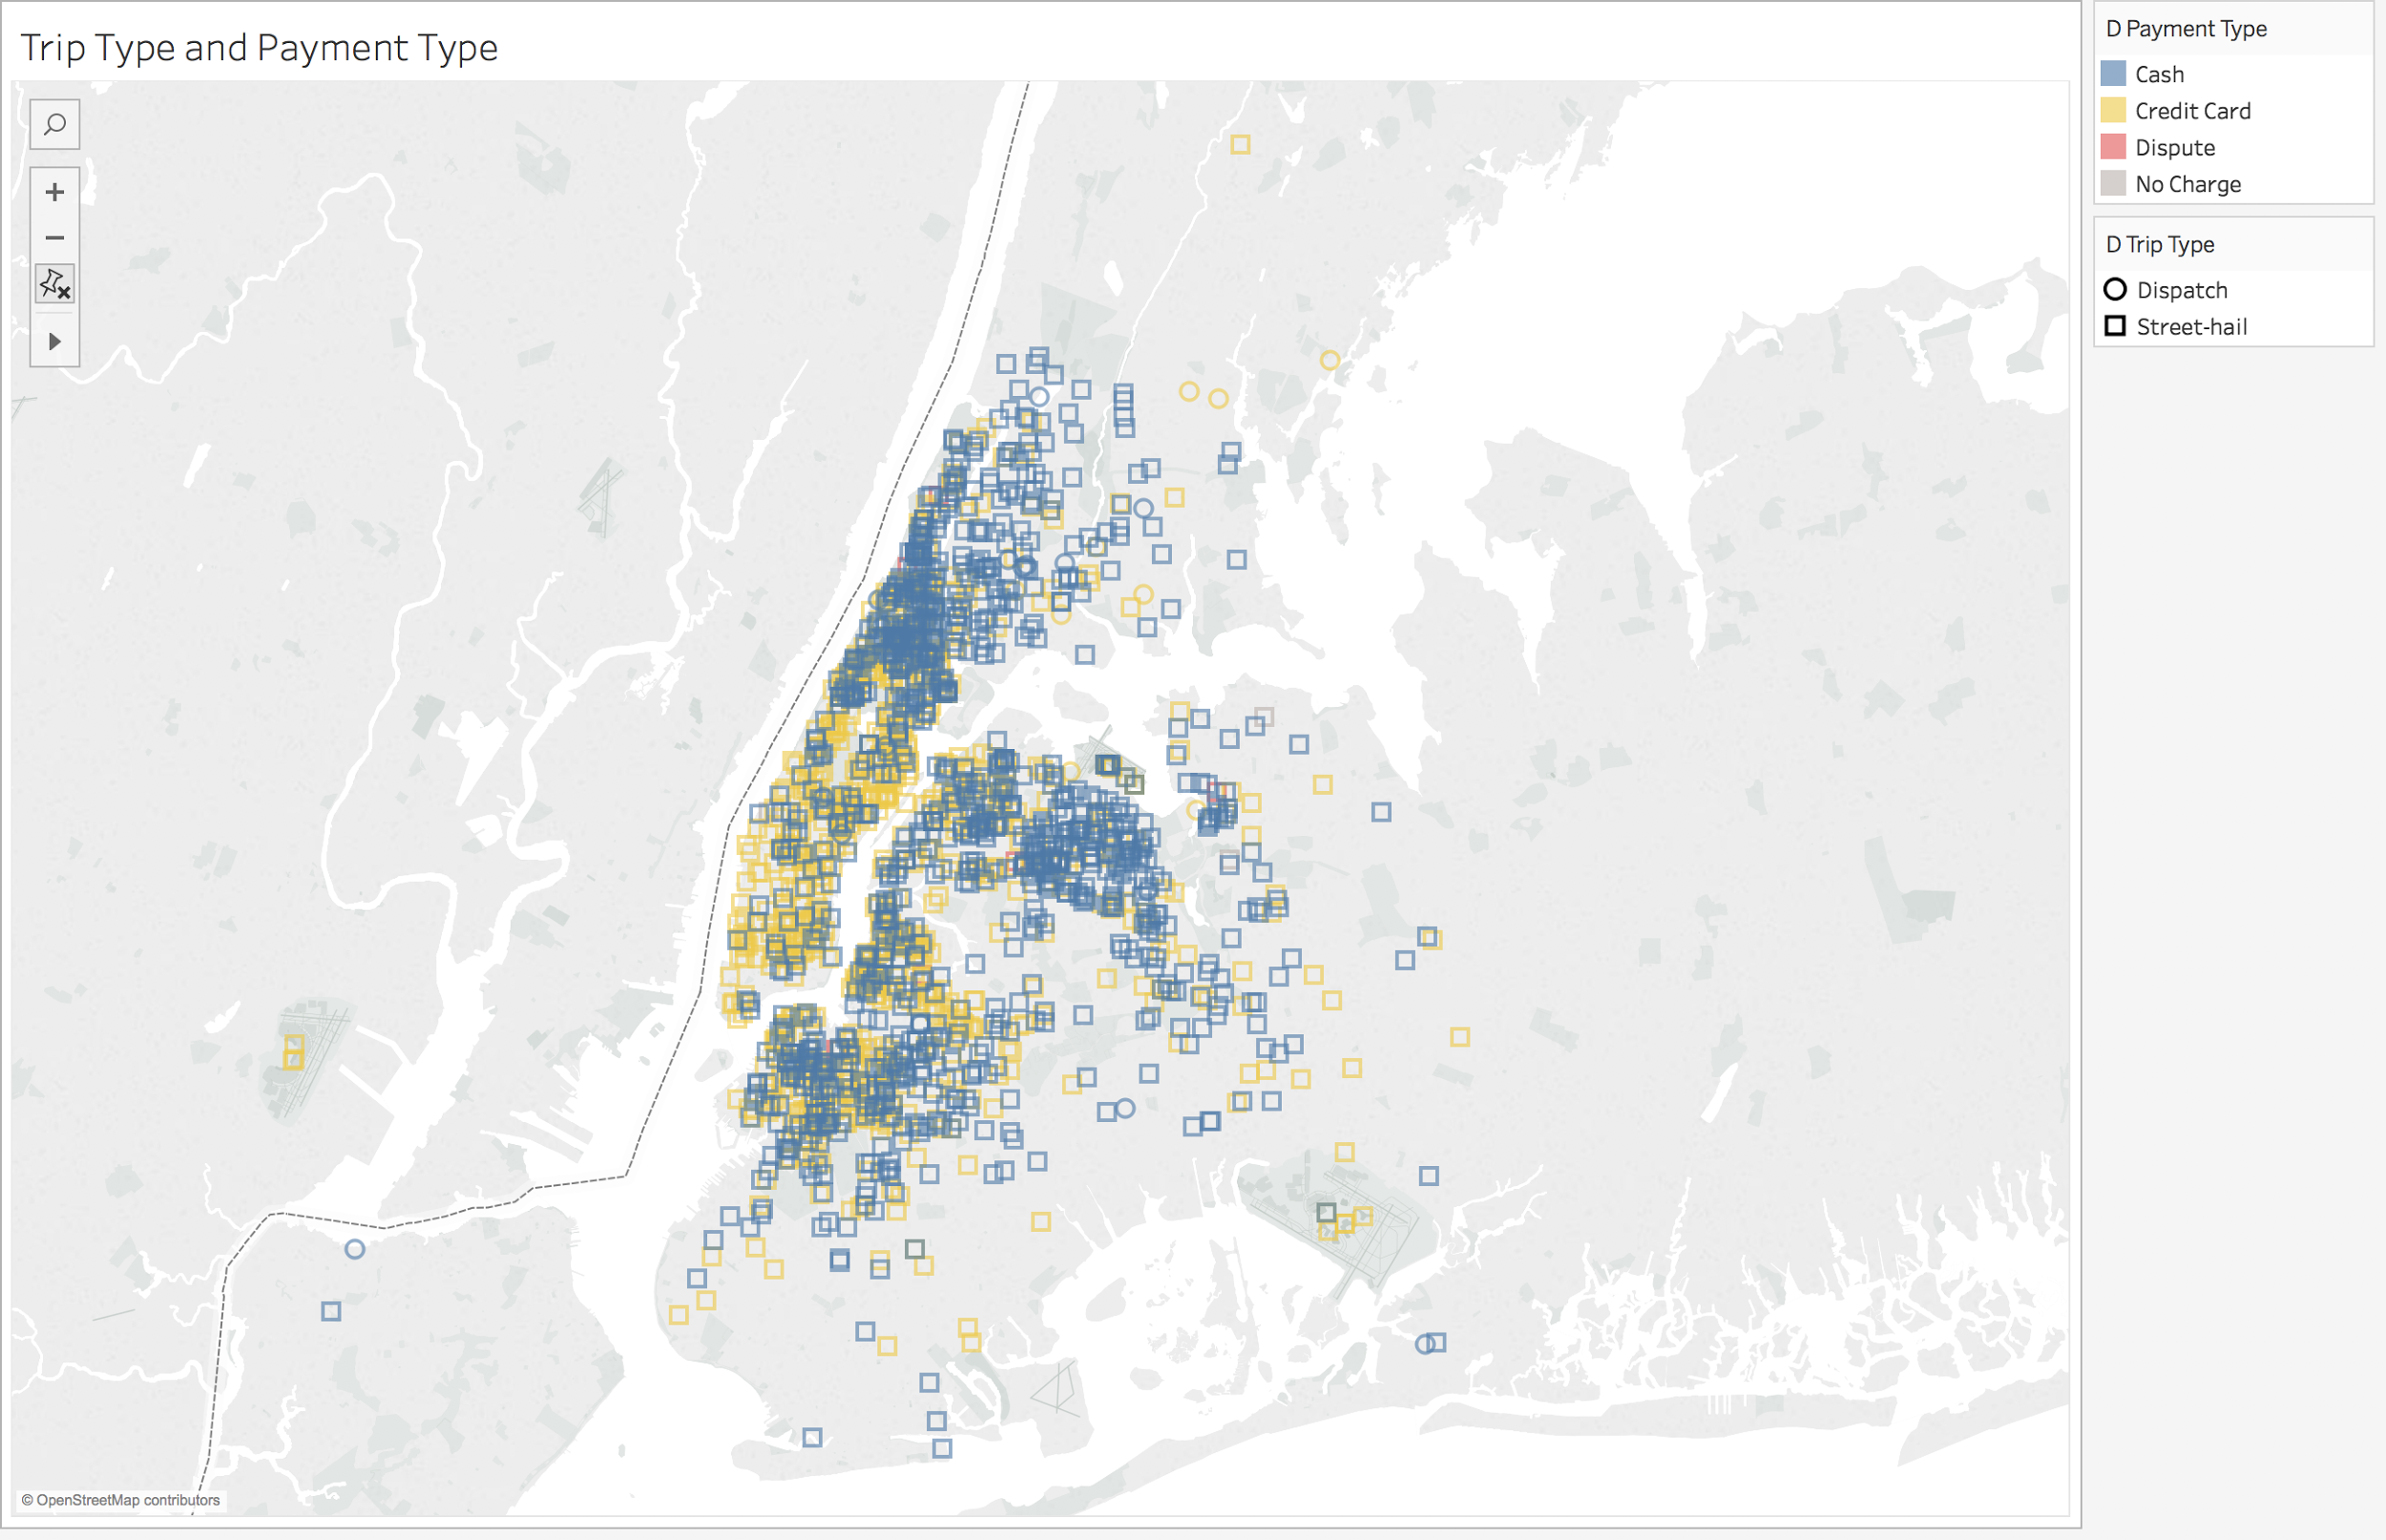 Trip Type and Payment Type
D Payment Type
Cash
Credit Card
Dispute
No Charge
D Trip Type
Dispatch
Street-hail
© OpenStreetMap contributors